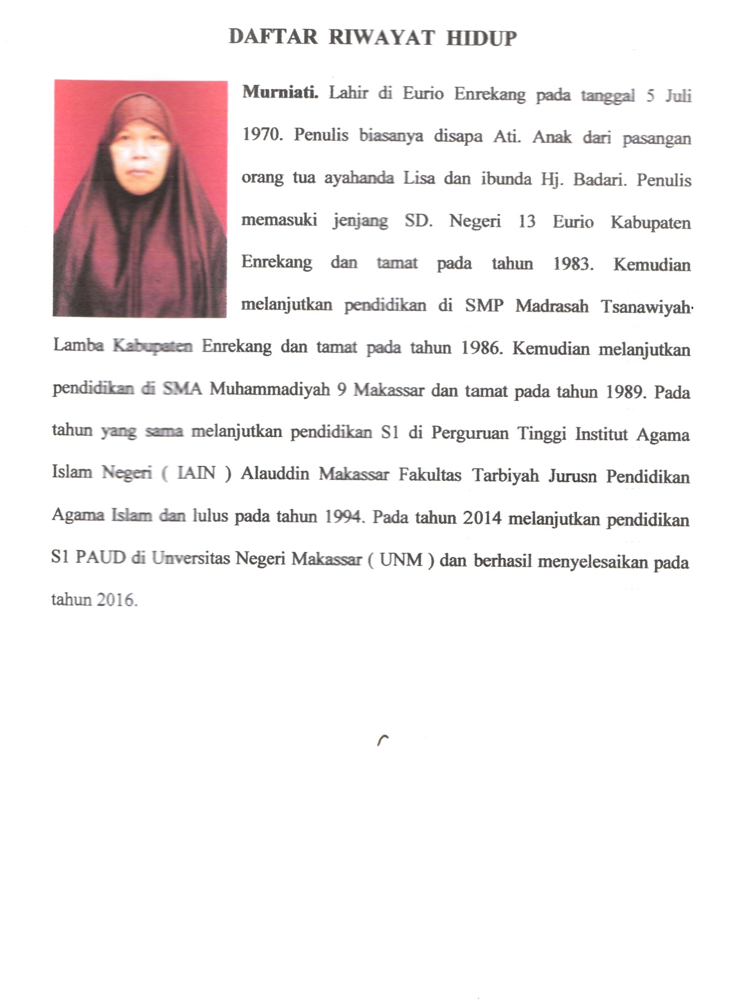 DAFTAR RIWAYAT HIDUP
Murniati. Lahir di Eurio Enrekang pada tanggal 5 Juli
1970. Penulis biasanya disapa Ati. Anak dari pasangan
orang tua ayahanda Lisa dan ibunda Hj. Badari. Penulis
memasuki jenjang SD. Negeri 13 Eurio Kabupaten
Enrekang dan tamat pada tahun 1983. Kemudian
melanjutkan pendidikan di SMP Madrasah Tsanawiyah
Lamba Kabupaten Enrekang dan tamat pada tahun 1986. Kemudian melanjutkan
pendidikan di SMA Muhammadiyah 9 Makassar dan tamat pada tahun 1989. Pada
tahun yang sama melanjutkan pendidikan S1 di Perguruan Tinggi Institut Agama
Islam Negeri ( IAIN ) Alauddin Makassar Fakultas Tarbiyah Jurusn Pendidikan
Agama Islam dan lulus pada tahun 1994. Pada tahun 2014 melanjutkan pendidikan
S1 PAUD di Unversitas Negeri Makassar ( UNM ) dan berhasil menyelesaikan pada
tahun 2016.